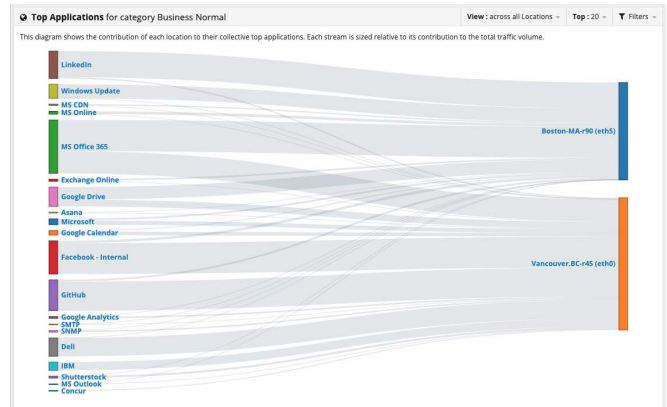 Top Applications for category Business Normal
View : across all Locations
Top : 20
Filters
This diagram shows the contribution of each location to their collective top applications. Each stream is sized relative to its contribution to the total traffic volume.
LinkedIn
Windows Update
MS CDN
MS Online
MS Office 365
Exchange Online
Google Drive
Asana
Microsoft
Google Calendar
Facebook - Internal
GitHub
Google Analytics
SMTP
SNMP
Dell
IBM
Shutterstock
MS Outlook
Concur
Boston-MA-r90 (eth5)
Vancouver.BC-r45 (eth0)